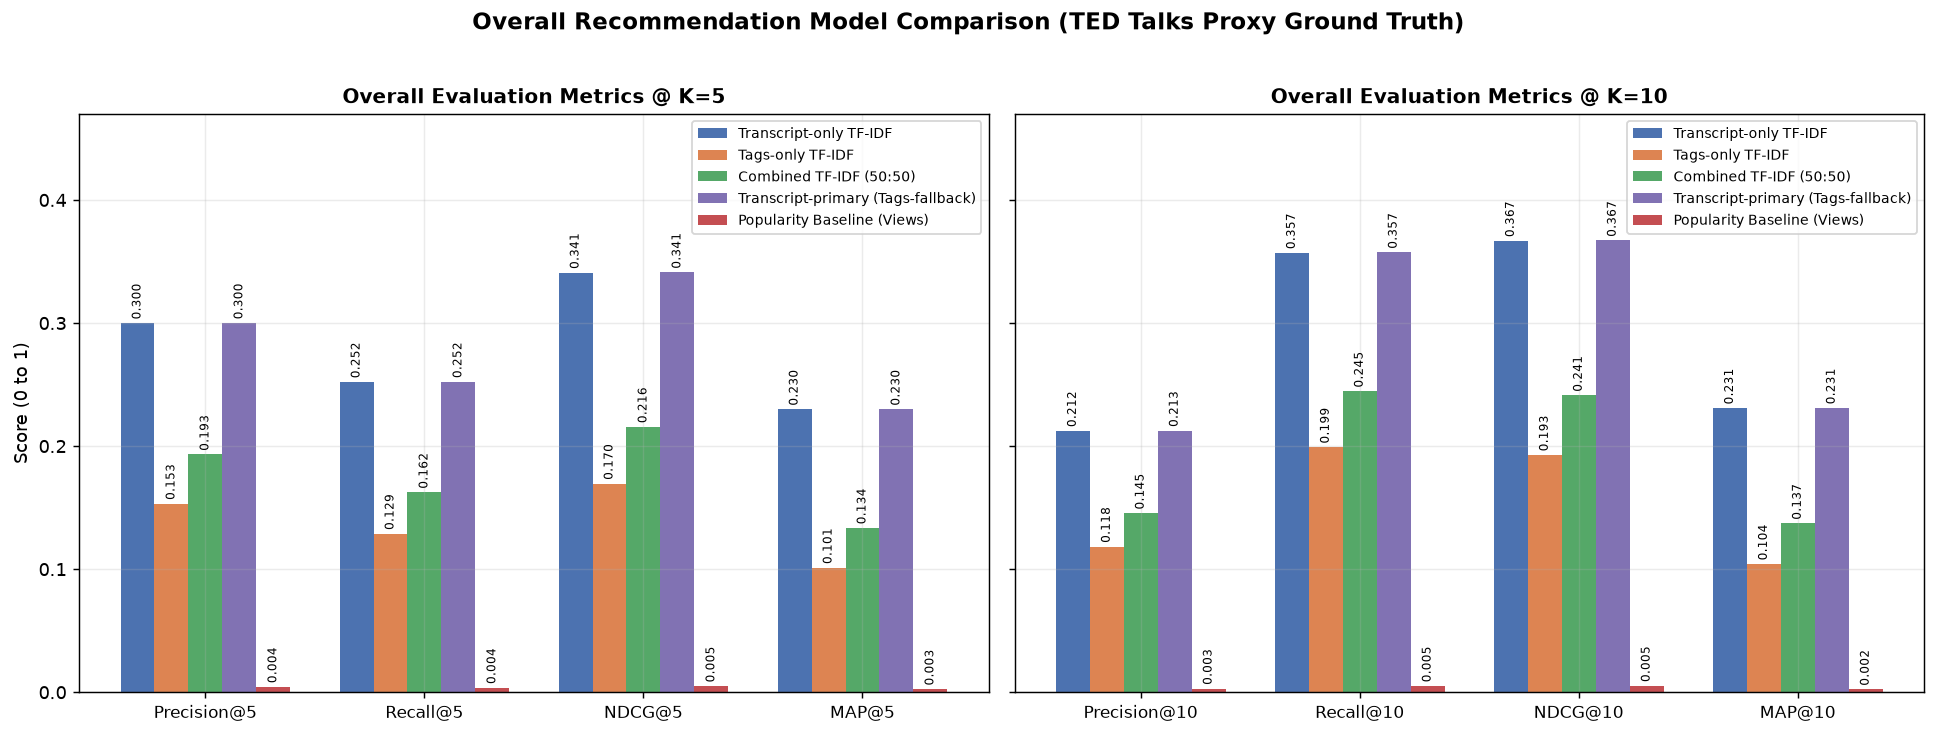 Overall Recommendation Model Comparison (TED Talks Proxy Ground Truth)
Overall Evaluation Metrics @ K=5
Transcript-only TF-IDF
Tags-only TF-IDF
Combined TF-IDF (50:50)
Transcript-primary (Tags-fallback)
Popularity Baseline (Views)
Score (0 to 1)
0.4
0.3
0.2
0.1
0.0
0.300
0.153
0.193
0.300
0.004
0.252
0.129
0.162
0.252
0.004
0.341
0.170
0.216
0.341
0.005
0.230
0.101
0.134
0.230
0.003
Precision@5
Recall@5
NDCG@5
MAP@5
Overall Evaluation Metrics @ K=10
Transcript-only TF-IDF
Tags-only TF-IDF
Combined TF-IDF (50:50)
Transcript-primary (Tags-fallback)
Popularity Baseline (Views)
0.212
0.118
0.145
0.213
0.003
0.357
0.199
0.245
0.357
0.005
0.367
0.193
0.241
0.367
0.005
0.231
0.104
0.137
0.231
0.002
Precision@10
Recall@10
NDCG@10
MAP@10